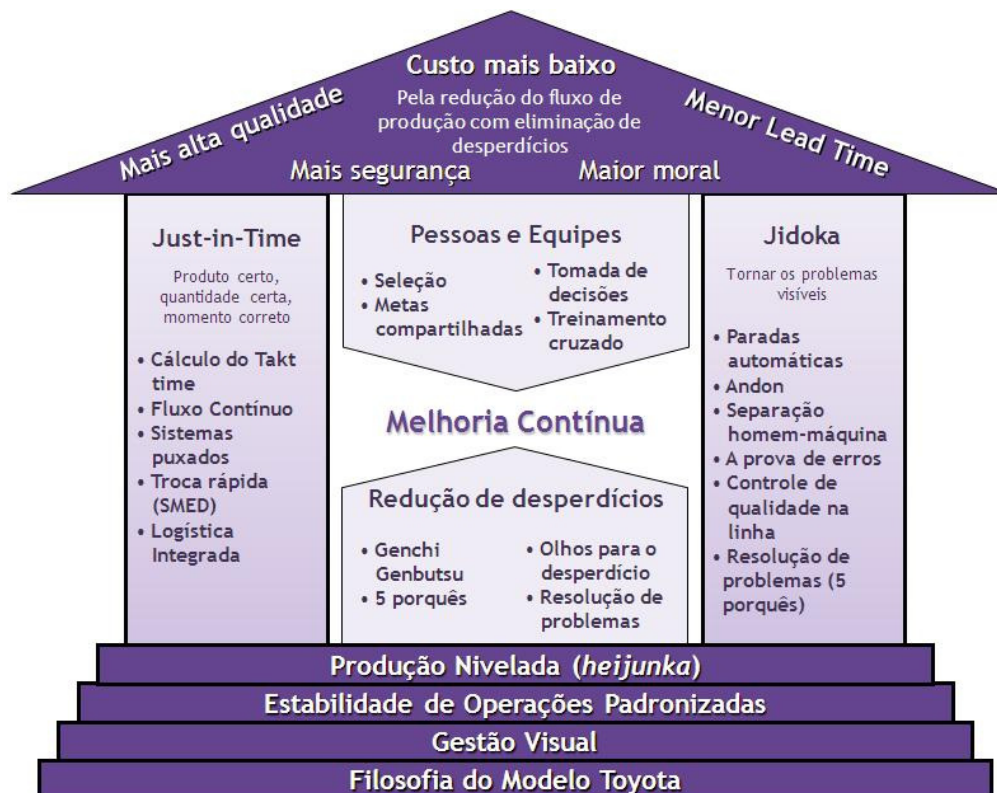 Custo mais baixo
Pela redução do fluxo de
produção com eliminação de
desperdícios
Mais alta qualidade
Menor Lead Time
Mais segurança
Maior moral
Just-in-Time
Produto certo,
quantidade certa,
momento correto
• Cálculo do Takt
time
• Fluxo Contínuo
• Sistemas
puxados
• Troca rápida
(SMED)
• Logística
Integrada
Pessoas e Equipes
• Seleção
• Metas
compartilhadas
• Tomada de
decisões
• Treinamento
cruzado
Melhoria Contínua
Redução de desperdícios
• Genchi
Genbutsu
• 5 porquês
• Olhos para o
desperdício
• Resolução de
problemas
Jidoka
Tornar os problemas
visíveis
• Paradas
automáticas
• Andon
• Separação
homem-máquina
• A prova de erros
• Controle de
qualidade na
linha
• Resolução de
problemas (5
porquês)
Produção Nivelada (heijunka)
Estabilidade de Operações Padronizadas
Gestão Visual
Filosofia do Modelo Toyota